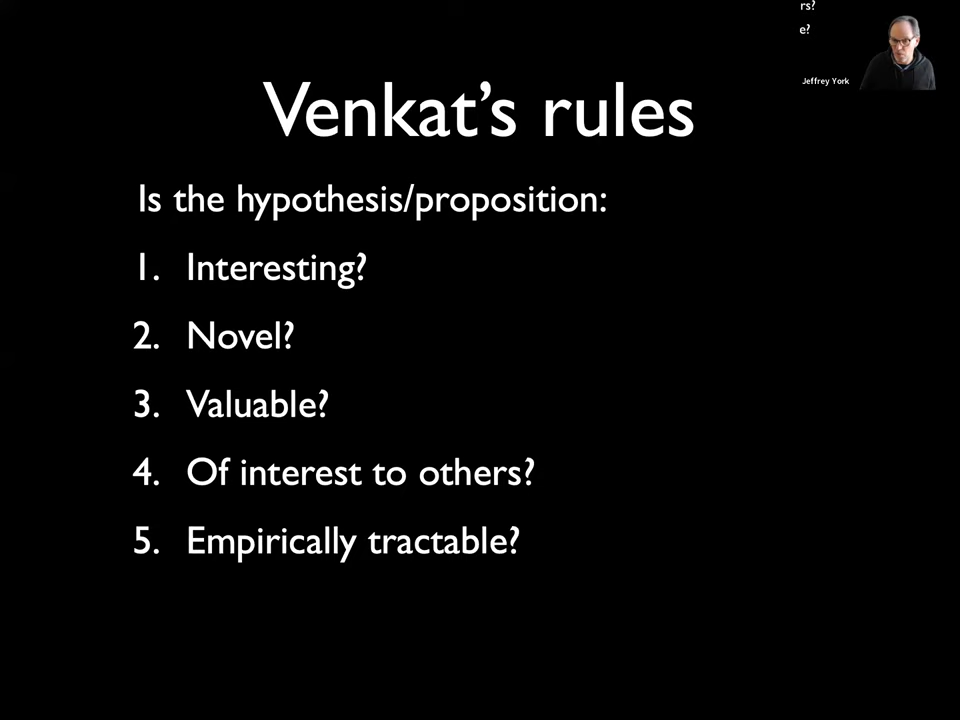 rs?
e?
Jeffrey York
Venkat’s rules
Is the hypothesis/proposition:
1. Interesting?
2. Novel?
3. Valuable?
4. Of interest to others?
5. Empirically tractable?